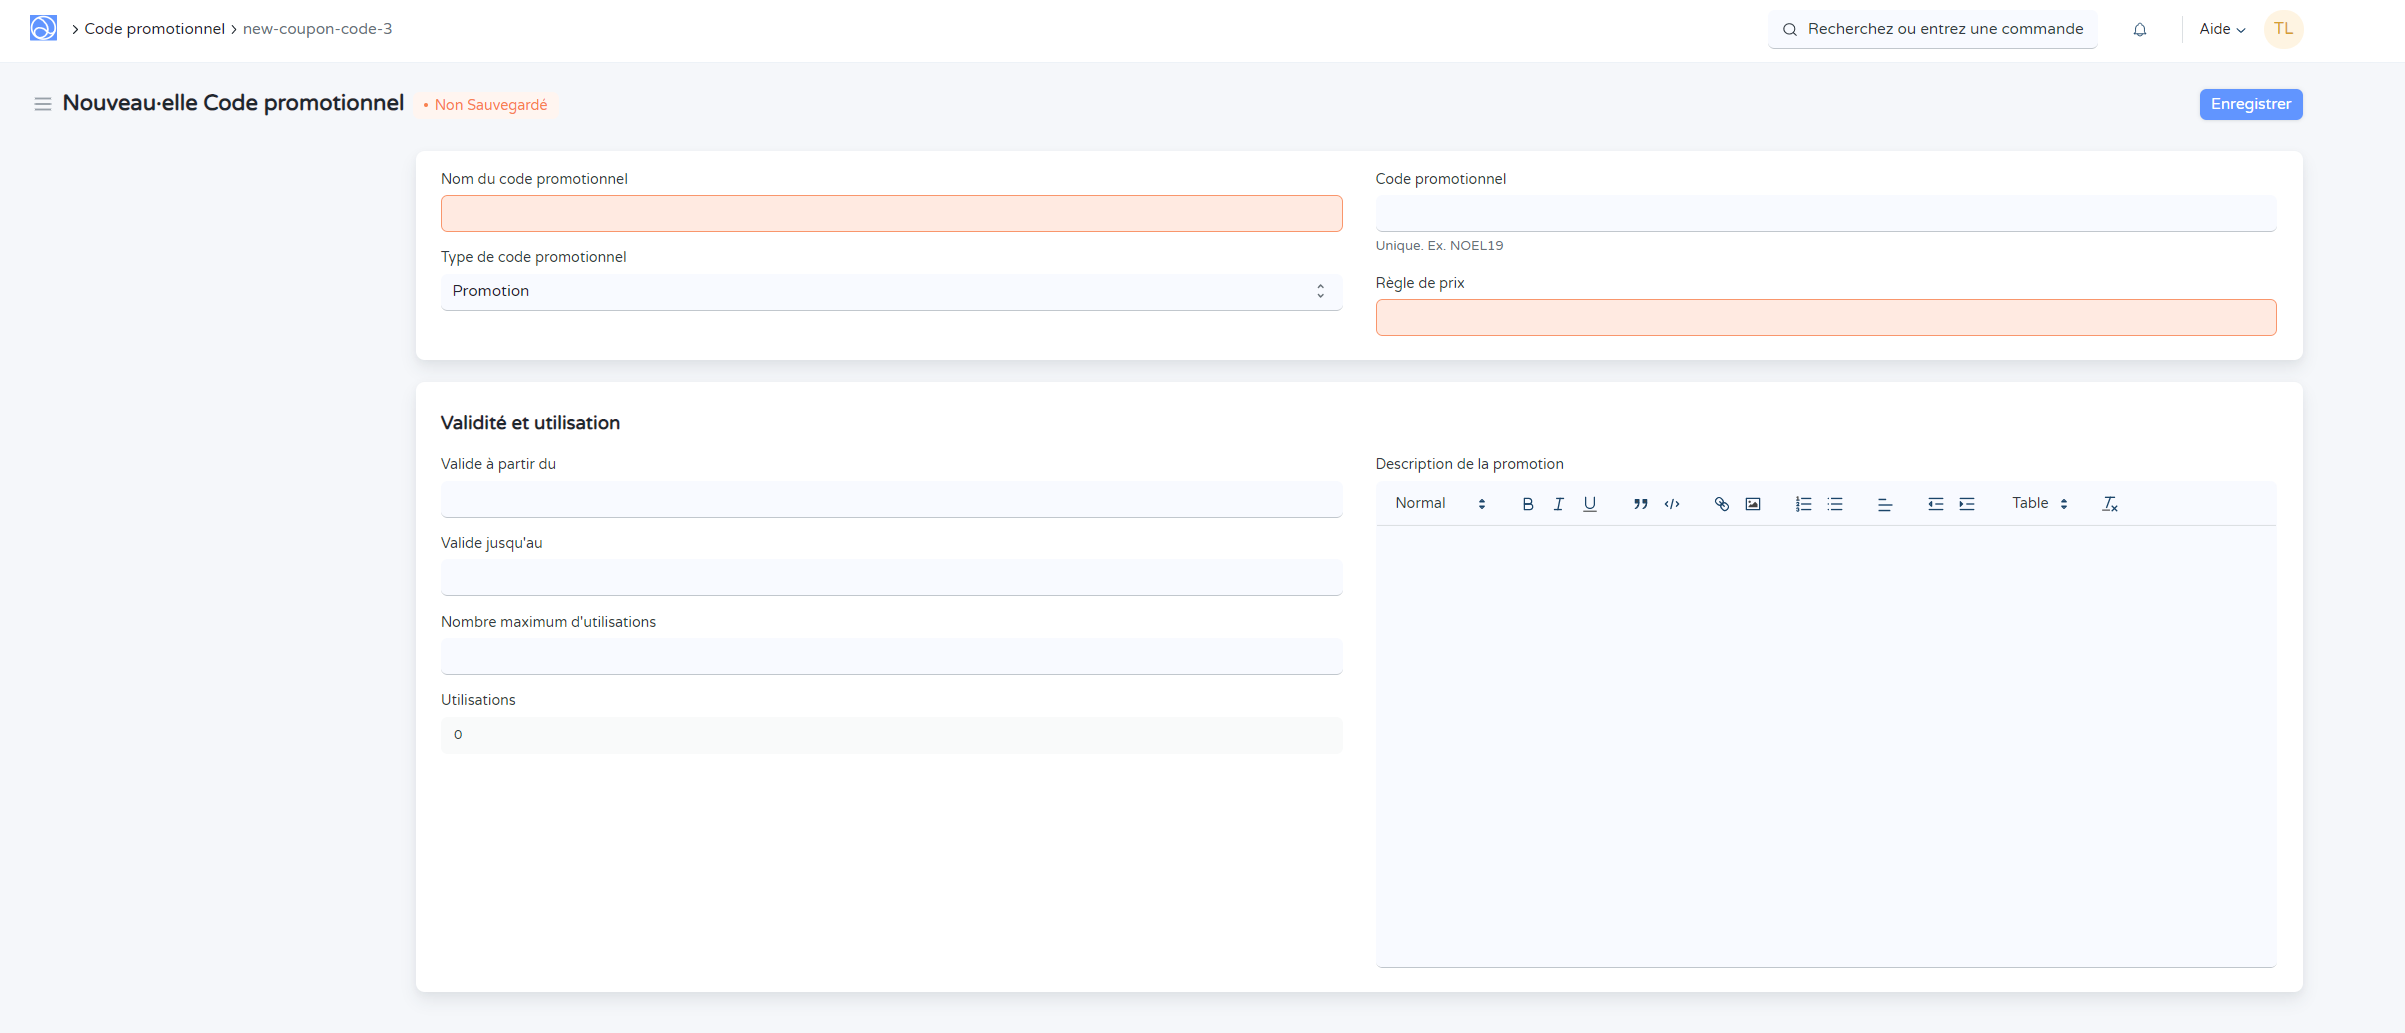 Code promotionnel
new-coupon-code-3
Recherchez ou entrez une commande
Aide
TL
Nouveau·elle Code promotionnel
• Non Sauvegardé
Enregistrer
Nom du code promotionnel
Type de code promotionnel
Promotion
Code promotionnel
Unique. Ex. NOEL19
Règle de prix
Validité et utilisation
Valide à partir du
Valide jusqu'au
Nombre maximum d'utilisations
Utilisations
0
Description de la promotion
Normal
Table